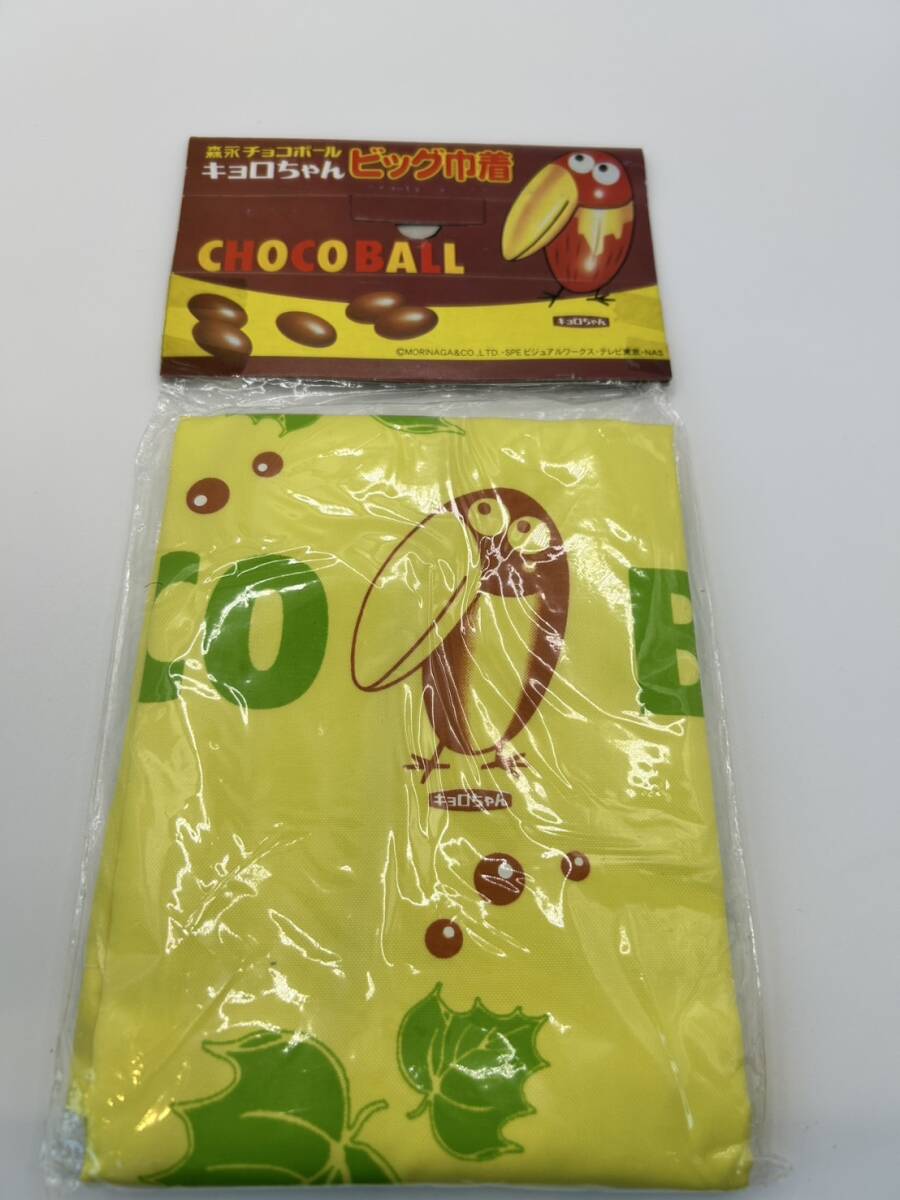 森永チョコボール
キョロちゃん ビッグ巾着
CHOCOBALL
キョロちゃん
©MORINAGA&CO.,LTD.・SPEビジュアルワークス・テレビ東京・NAS
CO B
キョロちゃん